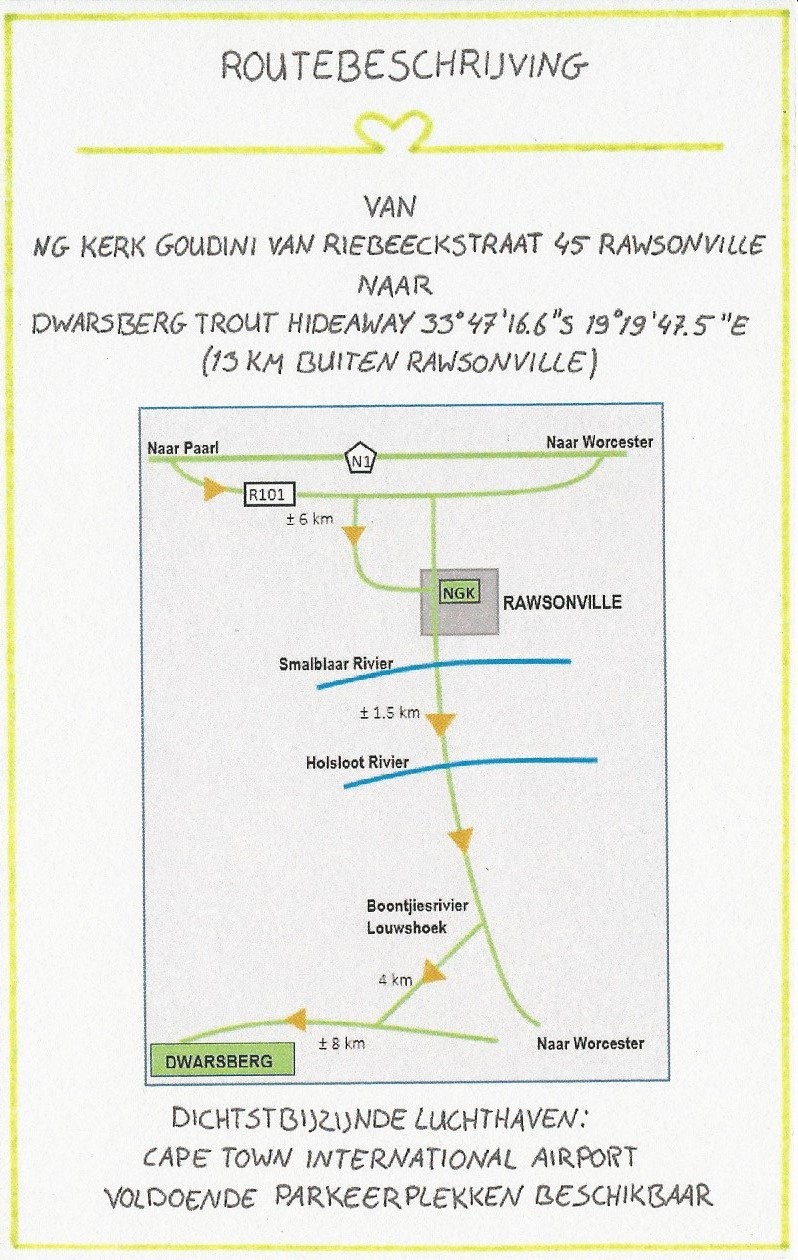 ROUTEBESCHRIJVING
VAN
NG KERK GOUDINI VAN RIEBEECKSTRAAT 45 RAWSONVILLE
NAAR
DWARSBERG TROUT HIDEAWAY 33°47'16.6"S 19°19'47.5"E
(13 KM BUITEN RAWSONVILLE)
Naar Paarl
N1
Naar Worcester
R101
± 6 km
NGK
RAWSONVILLE
Smalblaar Rivier
± 1.5 km
Holsloot Rivier
Boontjiesrivier
Louwshoek
4 km
± 8 km
Naar Worcester
DWARSBERG
DICHTSTBIJZIJNDE LUCHTHAVEN:
CAPE TOWN INTERNATIONAL AIRPORT
VOLDOENDE PARKEERPLEKKEN BESCHIKBAAR